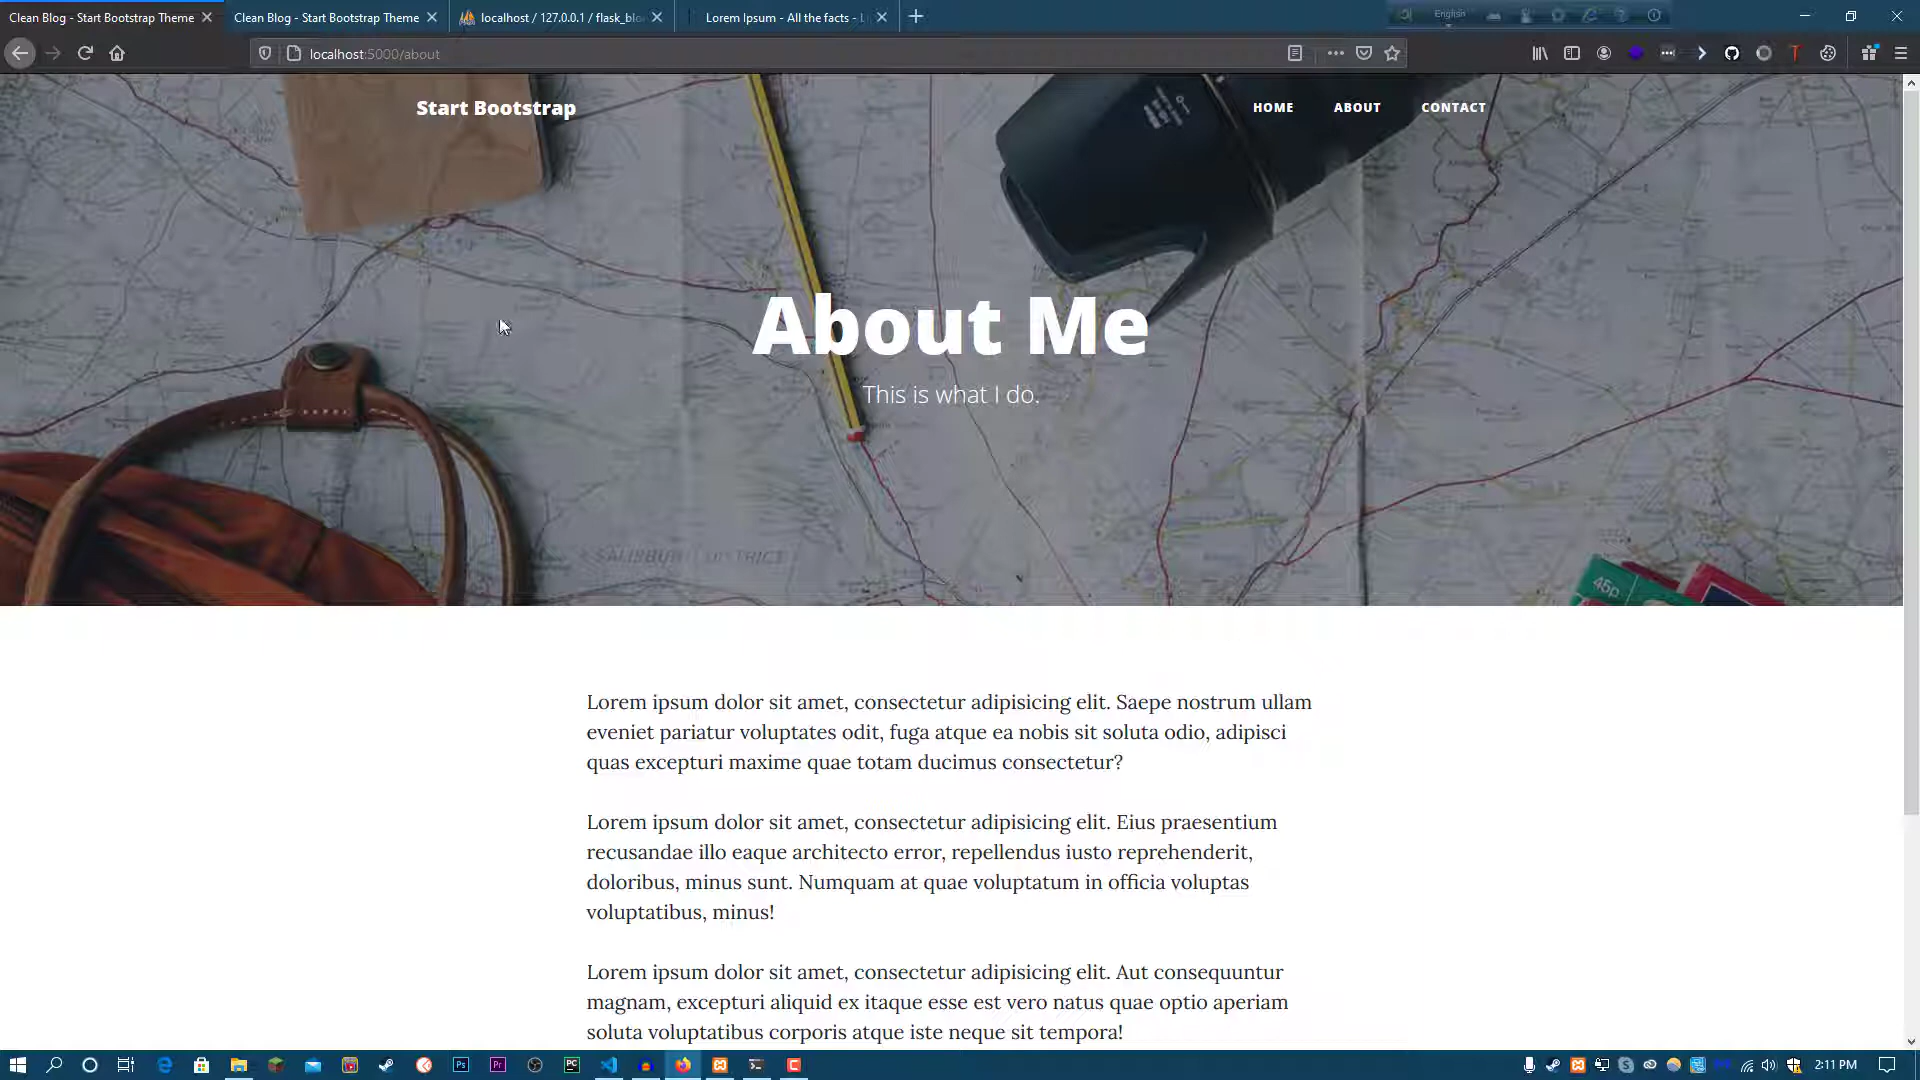 Clean Blog - Start Bootstrap Theme
Clean Blog - Start Bootstrap Theme
localhost / 127.0.0.1 / flask_blo
Lorem Ipsum - All the facts - L
English
localhost:5000/about
Start Bootstrap
HOME
ABOUT
CONTACT
About Me
This is what I do.
SALISBURY DISTRICT
45p
Lorem ipsum dolor sit amet, consectetur adipisicing elit. Saepe nostrum ullam
eveniet pariatur voluptates odit, fuga atque ea nobis sit soluta odio, adipisci
quas excepturi maxime quae totam ducimus consectetur?
Lorem ipsum dolor sit amet, consectetur adipisicing elit. Eius praesentium
recusandae illo eaque architecto error, repellendus iusto reprehenderit,
doloribus, minus sunt. Numquam at quae voluptatum in officia voluptas
voluptatibus, minus!
Lorem ipsum dolor sit amet, consectetur adipisicing elit. Aut consequuntur
magnam, excepturi aliquid ex itaque esse est vero natus quae optio aperiam
soluta voluptatibus corporis atque iste neque sit tempora!
2:11 PM